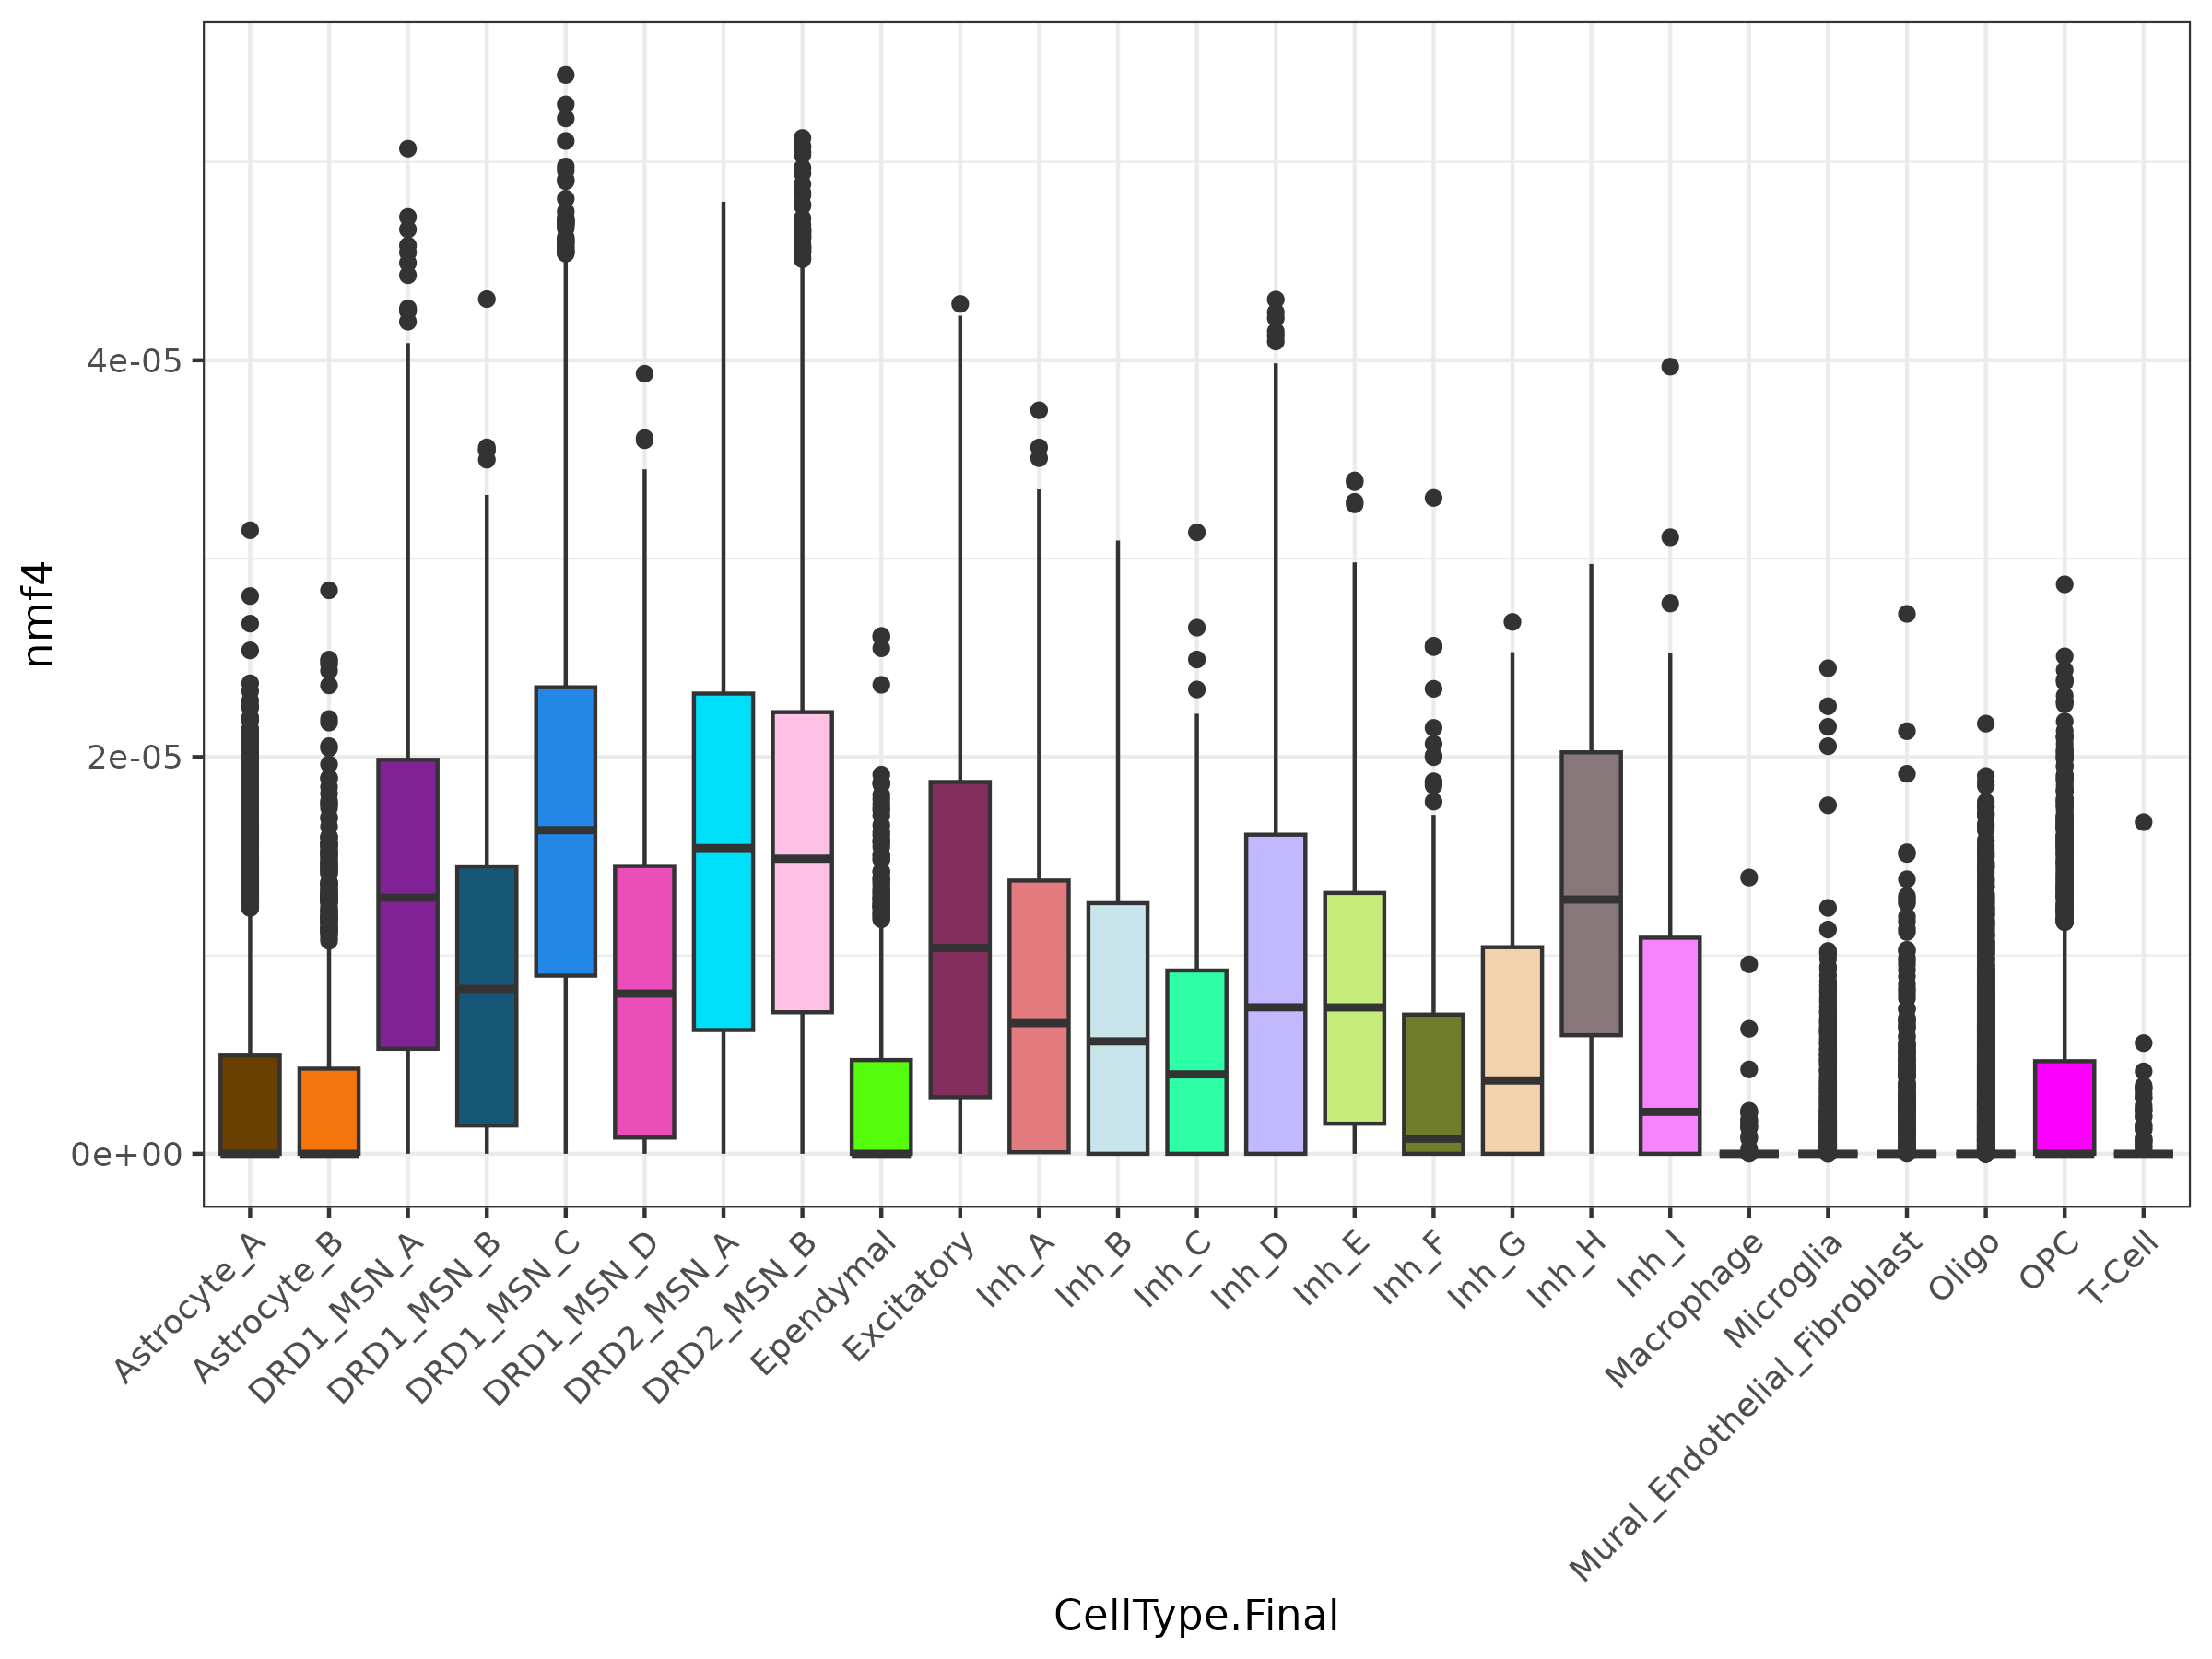 nmf4
4e-05
2e-05
0e+00
Astrocyte_A
Astrocyte_B
DRD1_MSN_A
DRD1_MSN_B
DRD1_MSN_C
DRD1_MSN_D
DRD2_MSN_A
DRD2_MSN_B
Ependymal
Excitatory
Inh_A
Inh_B
Inh_C
Inh_D
Inh_E
Inh_F
Inh_G
Inh_H
Inh_I
Macrophage
Microglia
Mural_Endothelial_Fibroblast
Oligo
OPC
T-Cell
CellType.Final